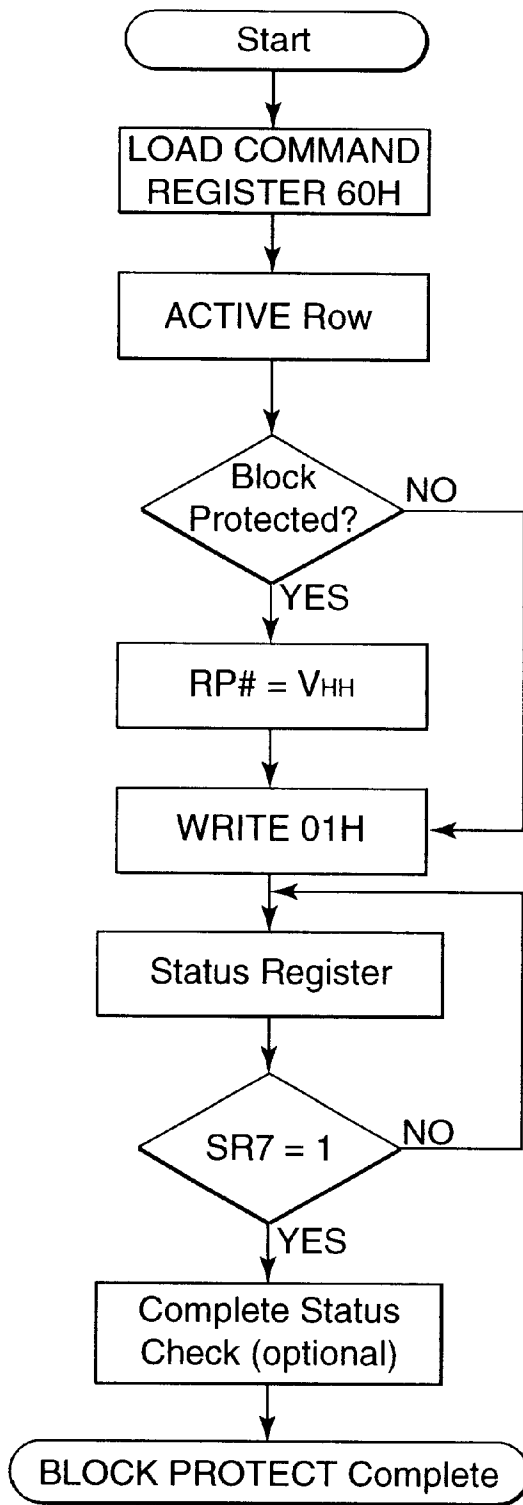 Start
LOAD COMMAND
REGISTER 60H
ACTIVE Row
Block
Protected?
NO
YES
RP# = VHH
WRITE 01H
Status Register
SR7 = 1
NO
YES
Complete Status
Check (optional)
BLOCK PROTECT Complete